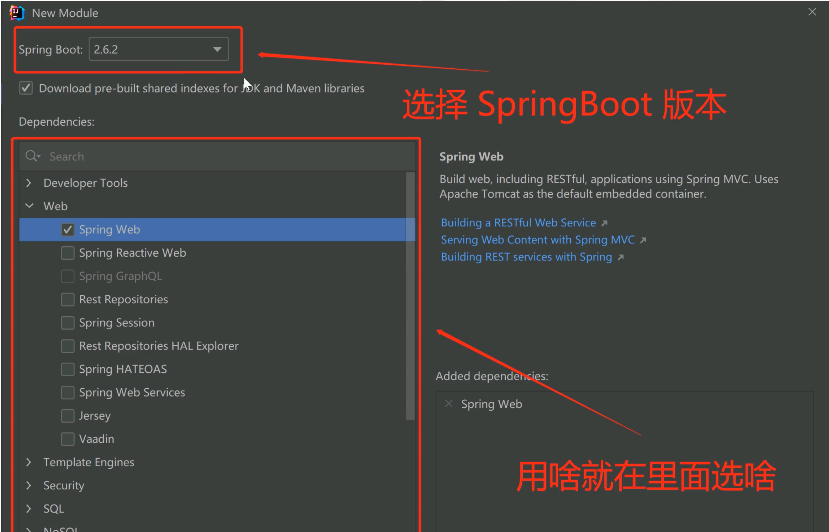 New Module
Spring Boot: 2.6.2
Download pre-built shared indexes for JDK and Maven libraries
选择 SpringBoot 版本
Dependencies:
Search
Developer Tools
Web
Spring Web
Spring Reactive Web
Spring GraphQL
Rest Repositories
Spring Session
Rest Repositories HAL Explorer
Spring HATEOAS
Spring Web Services
Jersey
Vaadin
Template Engines
Security
SQL
NoSQL
Spring Web
Build web, including RESTful, applications using Spring MVC. Uses
Apache Tomcat as the default embedded container.
Building a RESTful Web Service
Serving Web Content with Spring MVC
Building REST services with Spring
Added dependencies:
Spring Web
用啥就在里面选啥